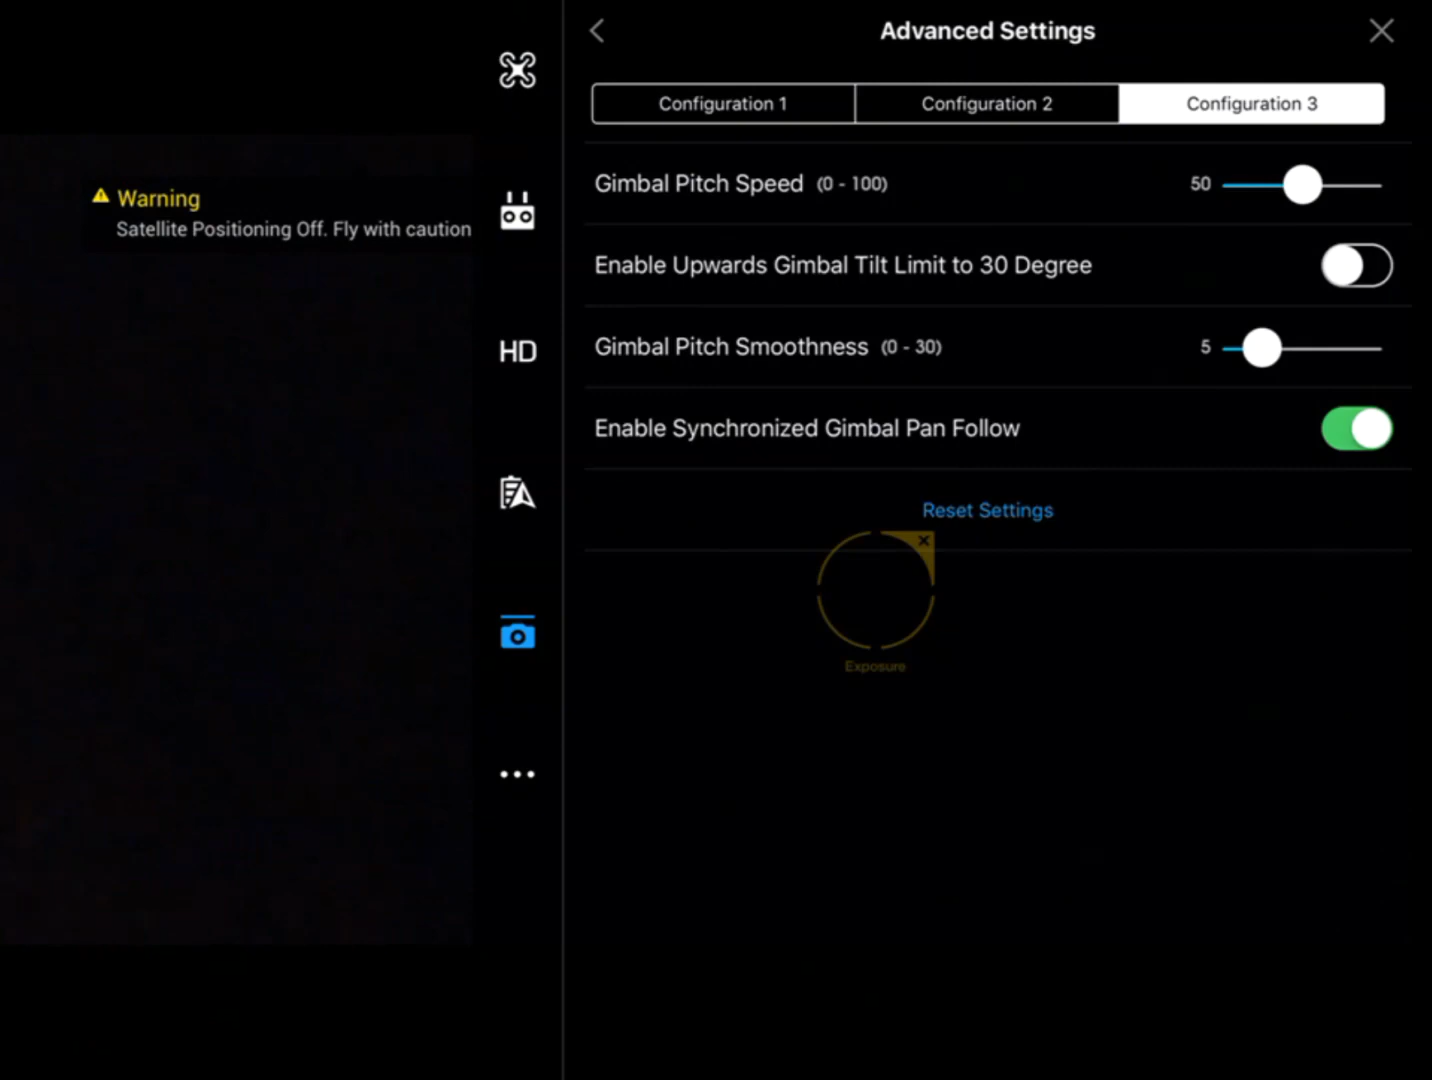 Advanced Settings
Configuration 1
Configuration 2
Configuration 3
Warning
Satellite Positioning Off. Fly with caution
Gimbal Pitch Speed (0 - 100)
50
Enable Upwards Gimbal Tilt Limit to 30 Degree
HD
Gimbal Pitch Smoothness (0 - 30)
5
Enable Synchronized Gimbal Pan Follow
Reset Settings
Exposure